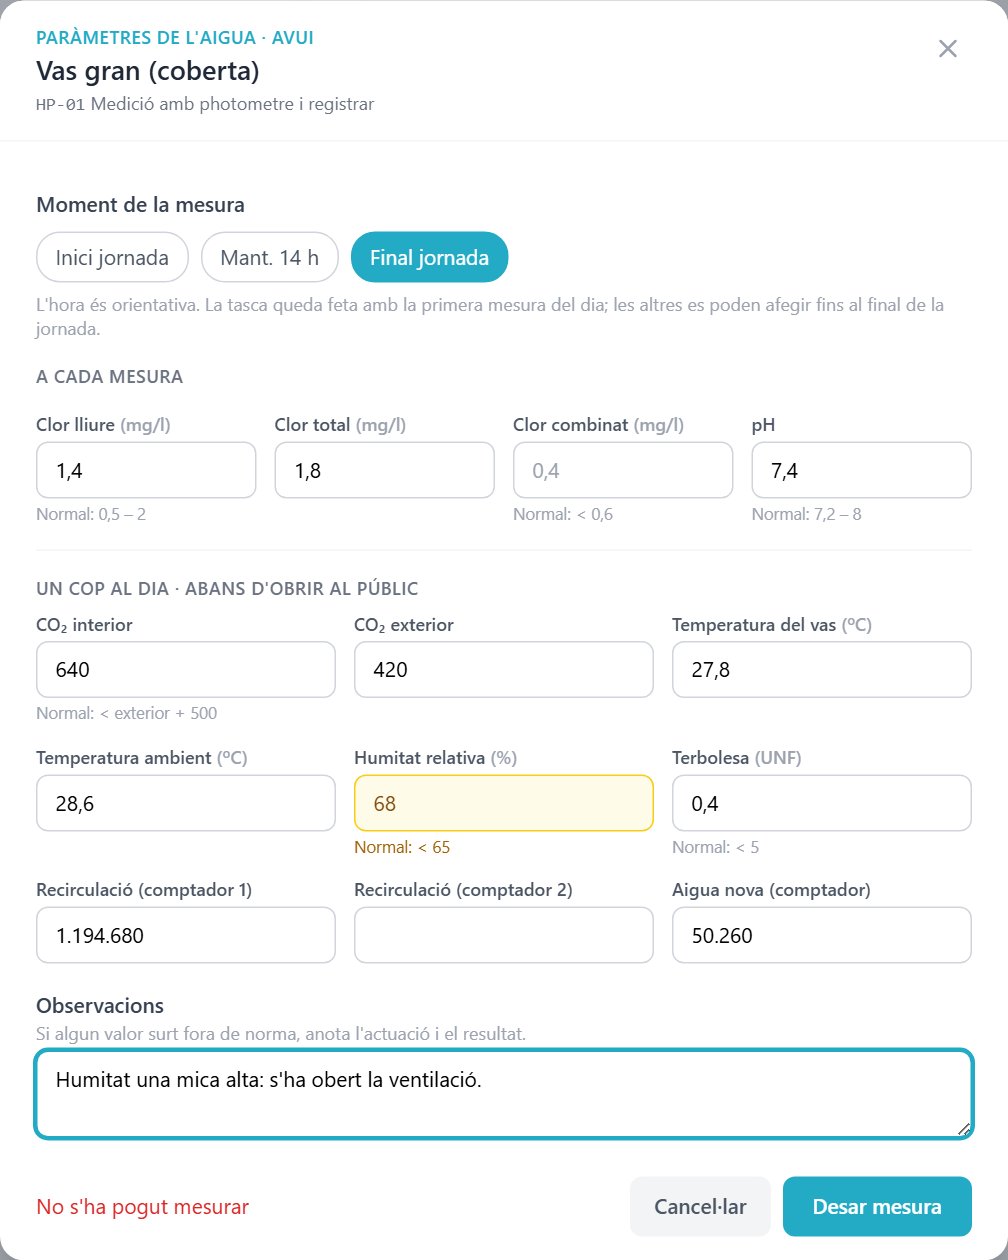 PARÀMETRES DE L'AIGUA · AVUI
Vas gran (coberta)
HP-01 Medició amb photometre i registrar
Moment de la mesura
Inici jornada
Mant. 14 h
Final jornada
L'hora és orientativa. La tasca queda feta amb la primera mesura del dia; les altres es poden afegir fins al final de la
jornada.
A CADA MESURA
Clor lliure (mg/l)
1,4
Normal: 0,5 – 2
Clor total (mg/l)
1,8
Clor combinat (mg/l)
0,4
Normal: < 0,6
pH
7,4
Normal: 7,2 – 8
UN COP AL DIA · ABANS D'OBRIR AL PÚBLIC
CO₂ interior
640
Normal: < exterior + 500
CO₂ exterior
420
Temperatura del vas (ºC)
27,8
Temperatura ambient (ºC)
28,6
Humitat relativa (%)
68
Normal: < 65
Terbolesa (UNF)
0,4
Normal: < 5
Recirculació (comptador 1)
1.194.680
Recirculació (comptador 2)
Aigua nova (comptador)
50.260
Observacions
Si algun valor surt fora de norma, anota l'actuació i el resultat.
Humitat una mica alta: s'ha obert la ventilació.
No s'ha pogut mesurar
Cancel·lar
Desar mesura